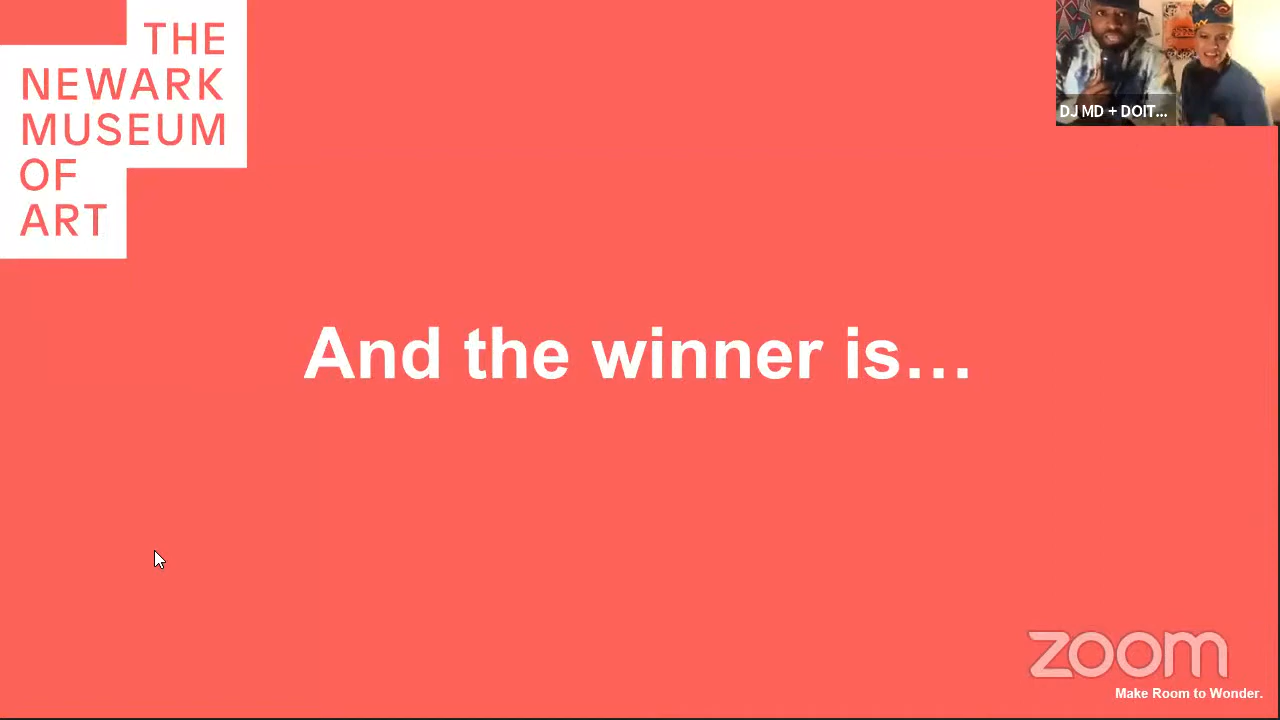 THE
NEWARK
MUSEUM
OF
ART
DJ MD + DOIT...
And the winner is...
zoom
Make Room to Wonder.